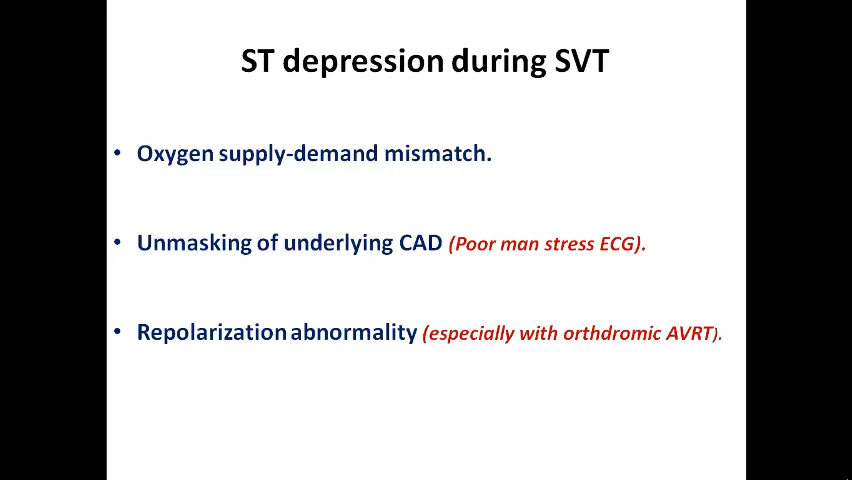 ST depression during SVT
• Oxygen supply-demand mismatch.
• Unmasking of underlying CAD (Poor man stress ECG).
• Repolarization abnormality (especially with orthdromic AVRT).